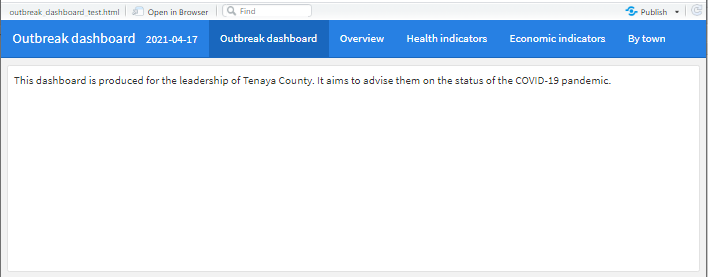 outbreak_dashboard_test.html Open in Browser Find Publish
Outbreak dashboard 2021-04-17 Outbreak dashboard Overview Health indicators Economic indicators By town
This dashboard is produced for the leadership of Tenaya County. It aims to advise them on the status of the COVID-19 pandemic.